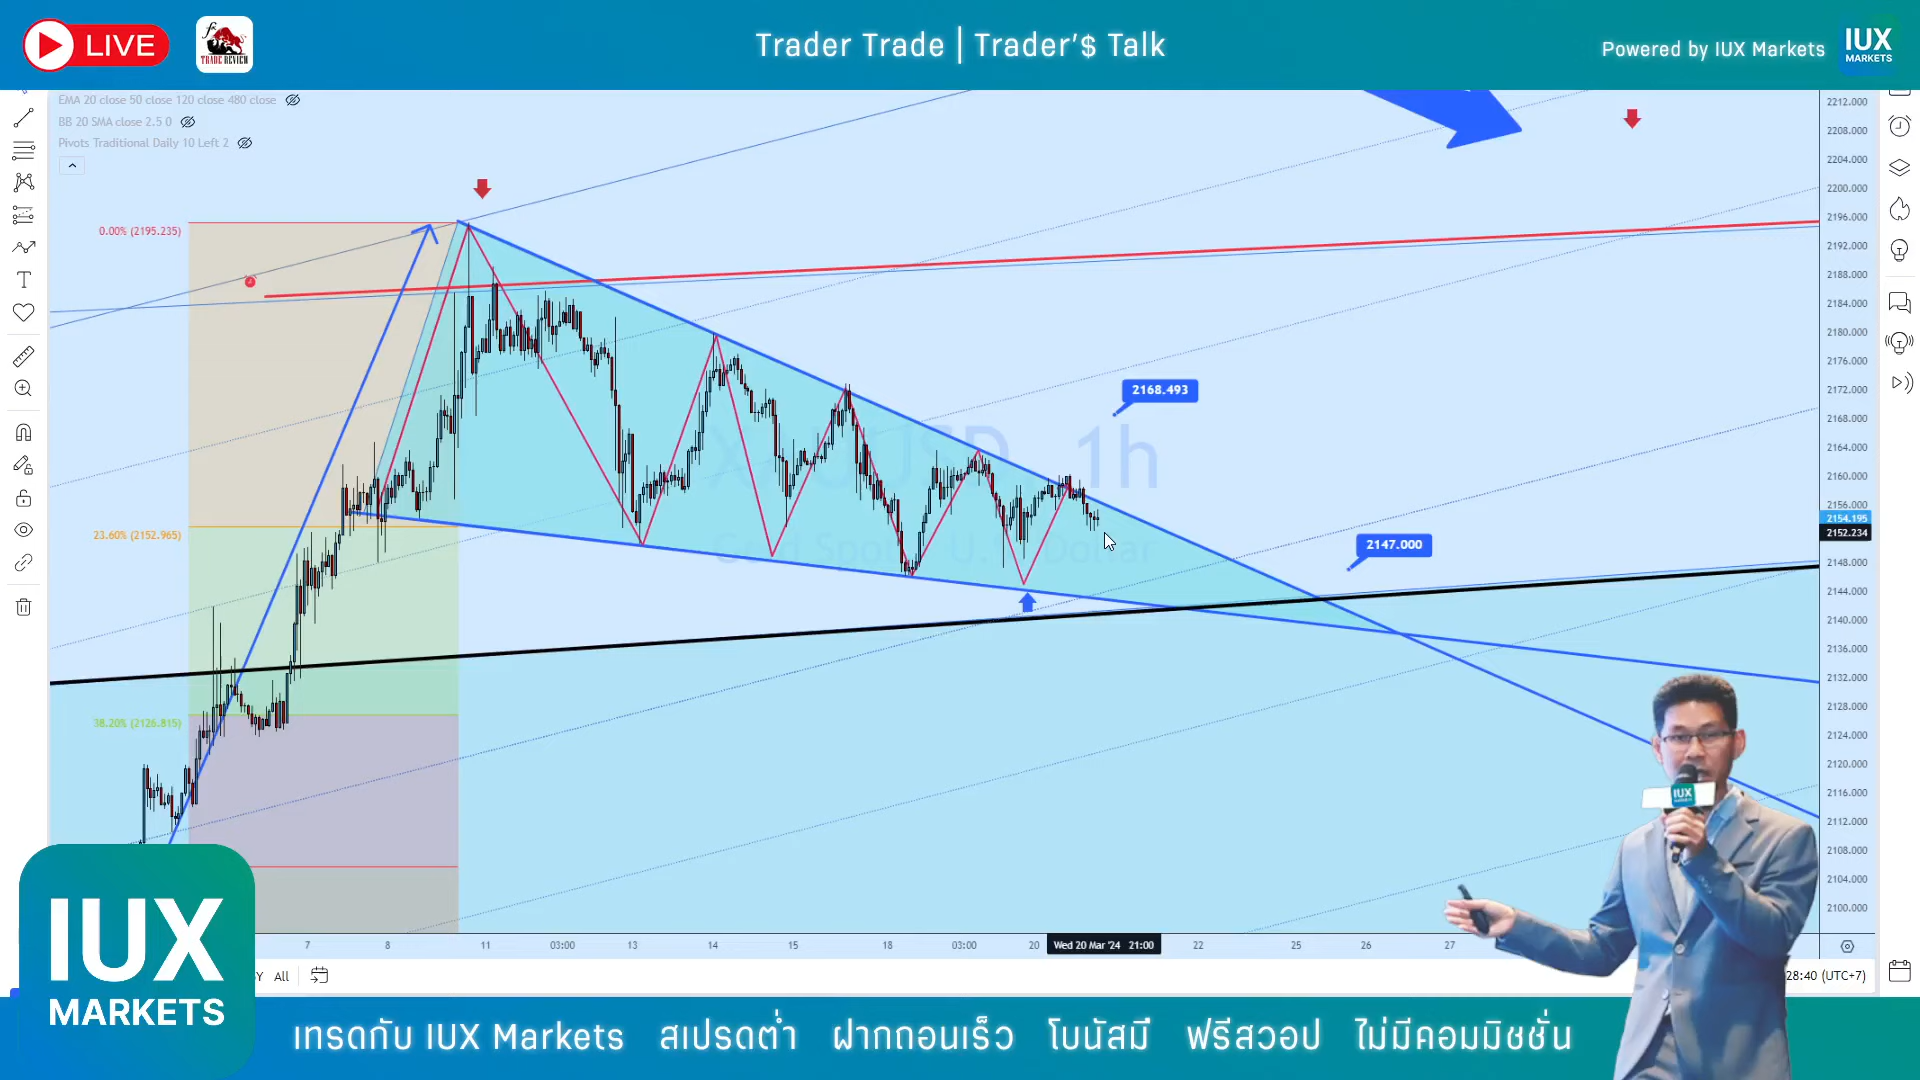 LIVE
fx
TRADE REVIEW
Trader Trade | Trader'$ Talk
Powered by IUX Markets
IUX
MARKETS
EMA 20 close 50 close 120 close 480 close
BB 20 SMA close 2.5 0
Pivots Traditional Daily 10 Left 2
0.00% (2195.235)
23.60% (2152.965)
38.20% (2126.815)
2168.493
2147.000
XAUUSD, 1h
Gold Spot / U.S. Dollar
2212.000
2208.000
2204.000
2200.000
2196.000
2192.000
2188.000
2184.000
2180.000
2176.000
2172.000
2168.000
2164.000
2160.000
2156.000
2154.195
2152.234
2148.000
2144.000
2140.000
2136.000
2132.000
2128.000
2124.000
2120.000
2116.000
2112.000
2108.000
2104.000
2100.000
7 8 11 03:00 13 14 15 18 03:00 20 Wed 20 Mar '24 21:00 22 25 26 27
Y All
28:40 (UTC+7)
IUX
IUX
MARKETS
เทรดกับ IUX Markets สเปรดต่ำ ฝากถอนเร็ว โบนัสมี ฟรีสวอป ไม่มีคอมมิชชั่น